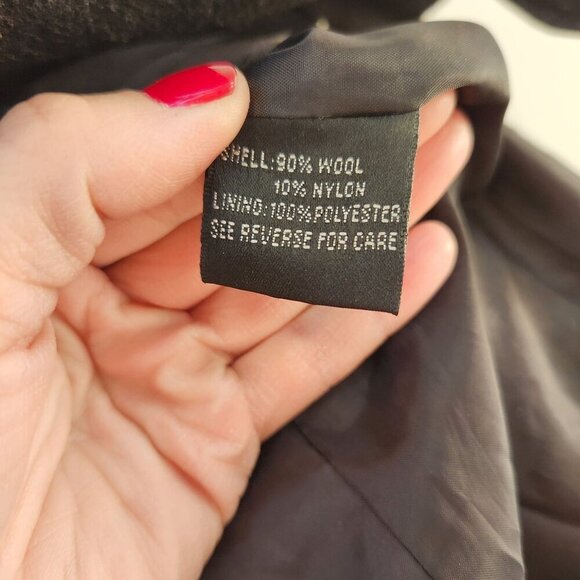 SHELL:90% WOOL
10% NYLON
LINING:100%POLYESTER
SEE REVERSE FOR CARE